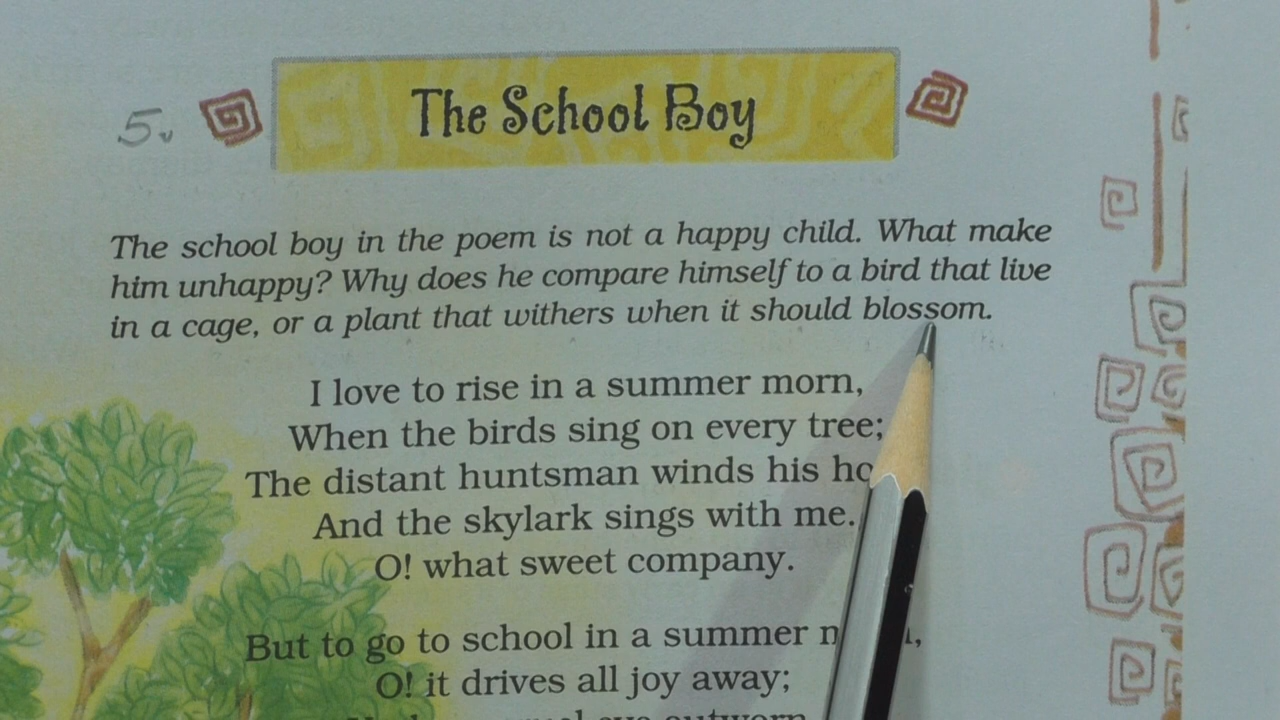 5.
The School Boy
The school boy in the poem is not a happy child. What make
him unhappy? Why does he compare himself to a bird that live
in a cage, or a plant that withers when it should blossom.
I love to rise in a summer morn,
When the birds sing on every tree;
The distant huntsman winds his ho
And the skylark sings with me.
O! what sweet company.
But to go to school in a summer
O! it drives all joy away;
outworn